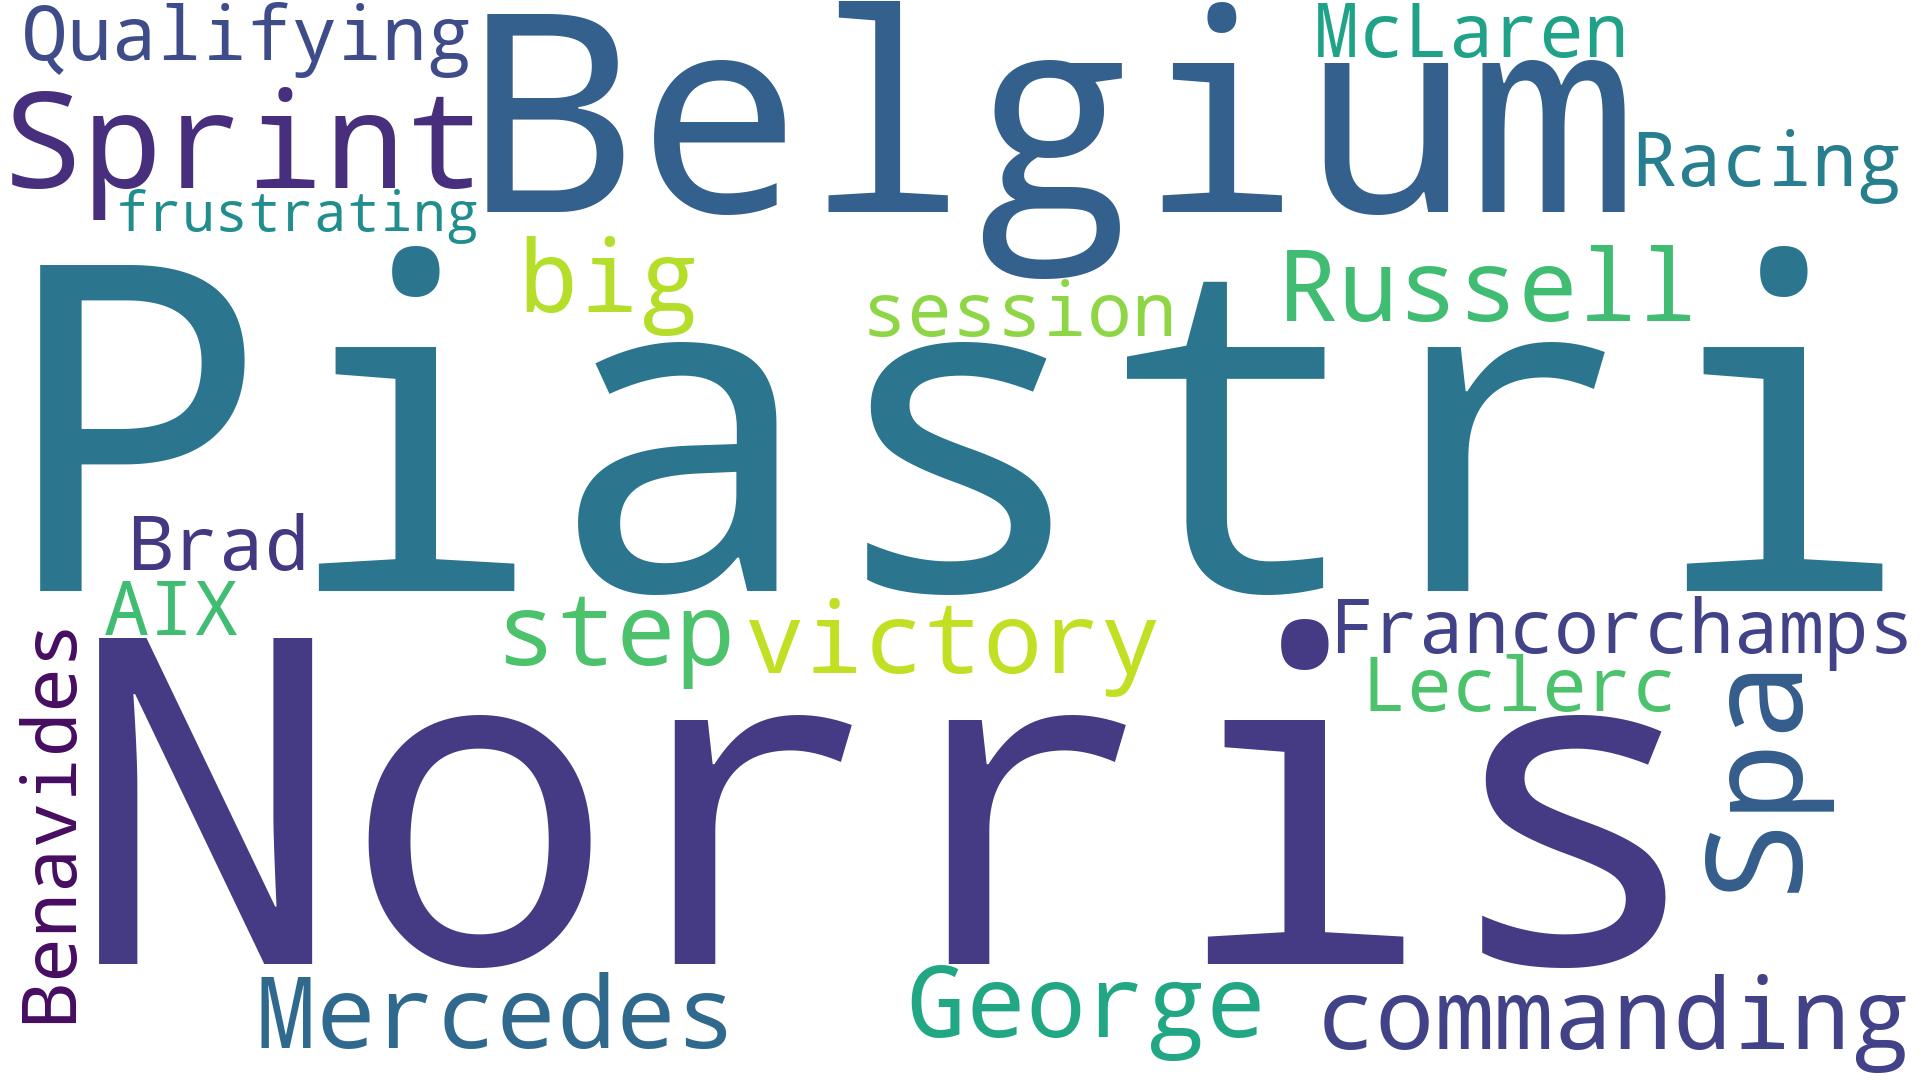 Qualifying
Belgium
McLaren
Sprint
Racing
frustrating
big
session
Russell
Piastri
Brad
AIX
step
victory
Francorchamps
Leclerc
Benavides
Norris
Spa
Mercedes
George
commanding